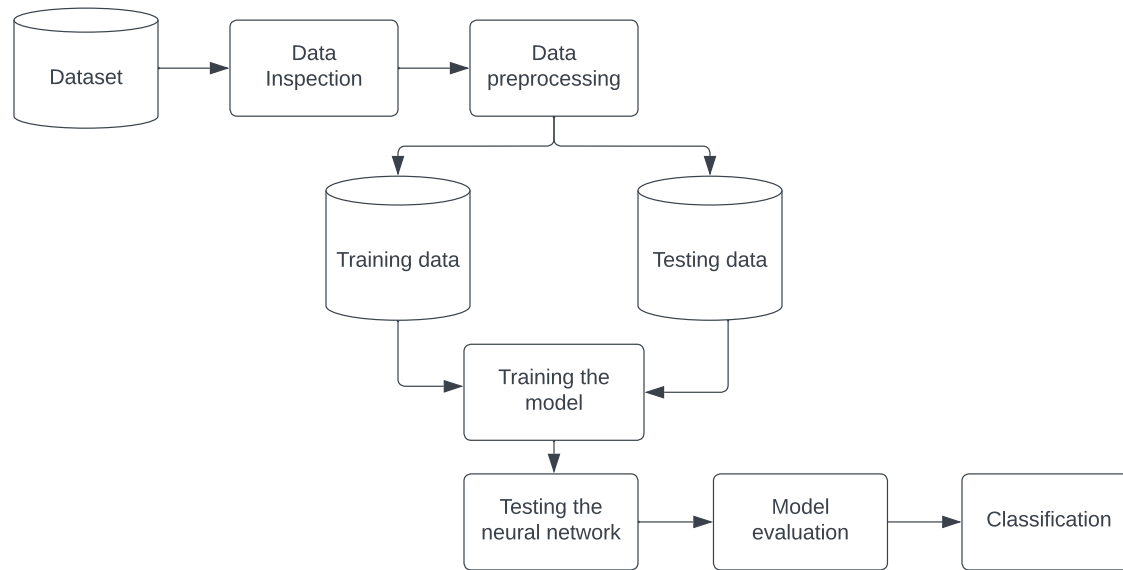 Dataset
Data
Inspection
Data
preprocessing
Training data
Testing data
Training the
model
Testing the
neural network
Model
evaluation
Classification